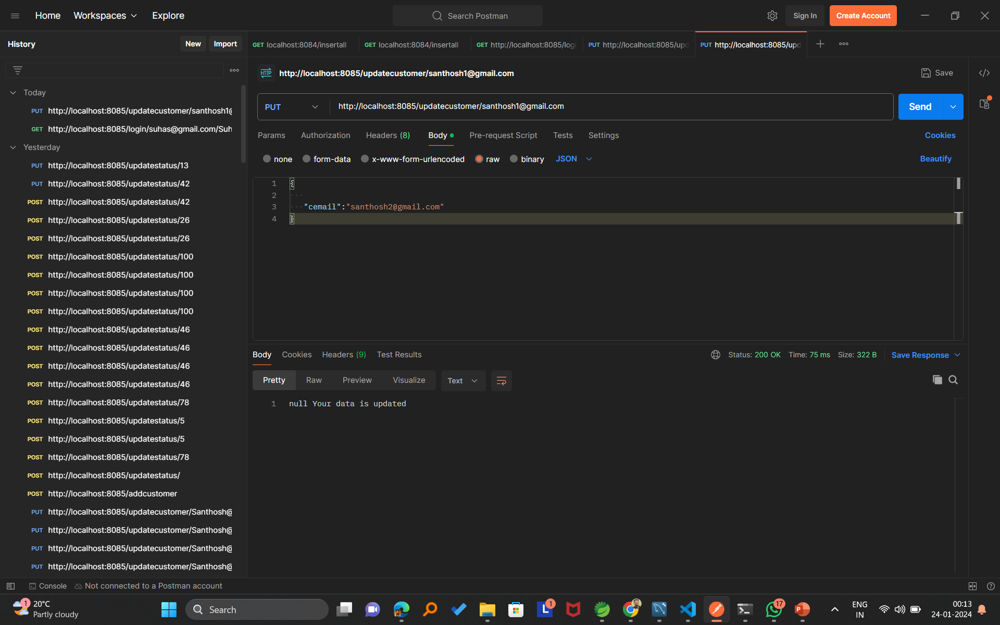 Home Workspaces Explore Search Postman Sign In Create Account
History New Import
GET localhost:8084/insertall GET localhost:8084/insertall GET http://localhost:8085/logi PUT http://localhost:8085/upd PUT http://localhost:8085/upd
http://localhost:8085/updatecustomer/santhosh1@gmail.com Save
PUT http://localhost:8085/updatecustomer/santhosh1@gmail.com Send
Params Authorization Headers (8) Body Pre-request Script Tests Settings Cookies
none form-data x-www-form-urlencoded raw binary JSON Beautify
1 {
2
3 "cemail":"santhosh2@gmail.com"
4 }
Today
PUT http://localhost:8085/updatecustomer/santhosh1@
GET http://localhost:8085/login/suhas@gmail.com/Suh
Yesterday
PUT http://localhost:8085/updatestatus/13
PUT http://localhost:8085/updatestatus/42
POST http://localhost:8085/updatestatus/42
POST http://localhost:8085/updatestatus/26
POST http://localhost:8085/updatestatus/26
POST http://localhost:8085/updatestatus/100
POST http://localhost:8085/updatestatus/100
POST http://localhost:8085/updatestatus/100
POST http://localhost:8085/updatestatus/100
POST http://localhost:8085/updatestatus/46
POST http://localhost:8085/updatestatus/46
POST http://localhost:8085/updatestatus/46
POST http://localhost:8085/updatestatus/46
POST http://localhost:8085/updatestatus/78
POST http://localhost:8085/updatestatus/5
POST http://localhost:8085/updatestatus/5
POST http://localhost:8085/updatestatus/78
POST http://localhost:8085/updatestatus/
POST http://localhost:8085/addcustomer
PUT http://localhost:8085/updatecustomer/Santhosh@
PUT http://localhost:8085/updatecustomer/Santhosh@
PUT http://localhost:8085/updatecustomer/Santhosh@
PUT http://localhost:8085/updatecustomer/Santhosh@
Body Cookies Headers (9) Test Results Status: 200 OK Time: 75 ms Size: 322 B Save Response
Pretty Raw Preview Visualize Text
1 null Your data is updated
Console Not connected to a Postman account
1 20°C
Partly cloudy
Search
1
17
ENG
IN
00:13
24-01-2024